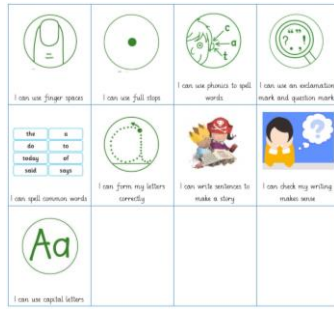 c
a
t
? !
I can use finger spaces
I can use full stops
I can use phonics to spell
words.
I can use an exclamation
mark and question mark
the a
do to
today of
said says
I can spell common words
I can form my letters
correctly
I can write sentences to
make a story
?
I can check my writing
makes sense
Aa
I can use capital letters